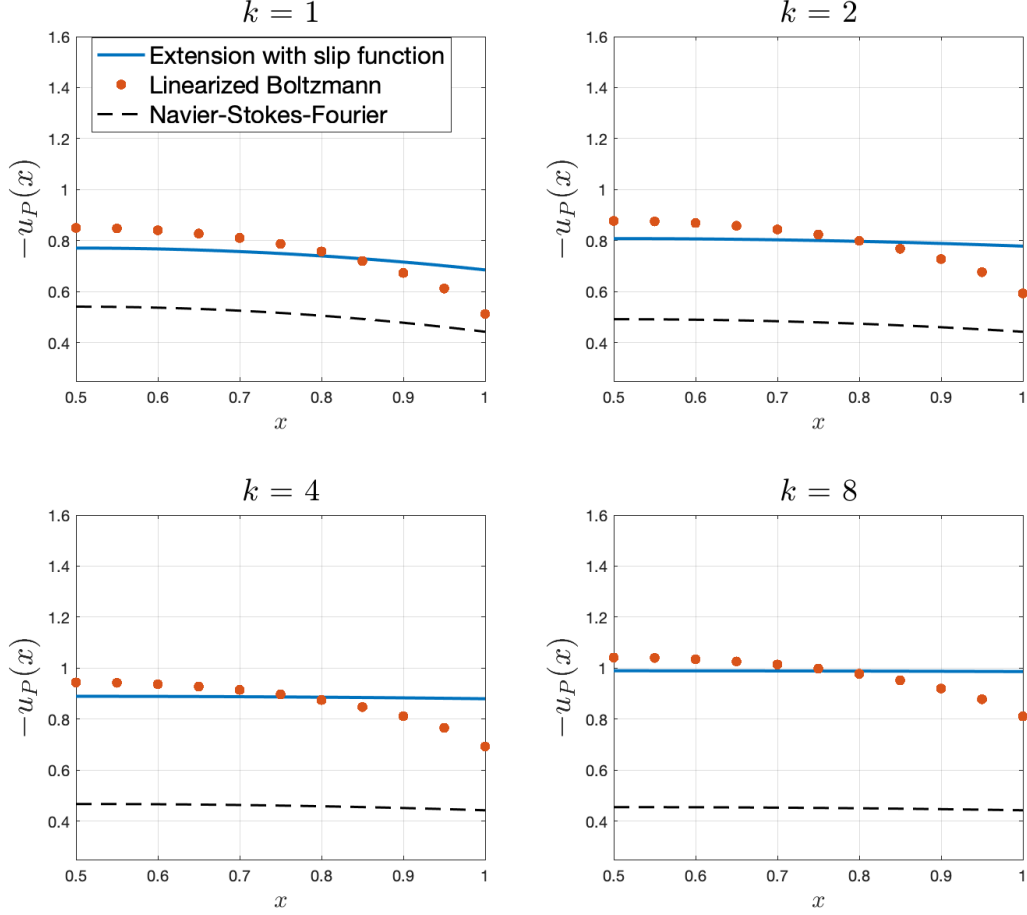 k = 1
1.6
1.4
1.2
1
0.8
0.6
0.4
−u_P(x)
Extension with slip function
Linearized Boltzmann
Navier-Stokes-Fourier
0.5 0.6 0.7 0.8 0.9 1
x
k = 2
1.6
1.4
1.2
1
0.8
0.6
0.4
−u_P(x)
0.5 0.6 0.7 0.8 0.9 1
x
k = 4
1.6
1.4
1.2
1
0.8
0.6
0.4
−u_P(x)
0.5 0.6 0.7 0.8 0.9 1
x
k = 8
1.6
1.4
1.2
1
0.8
0.6
0.4
−u_P(x)
0.5 0.6 0.7 0.8 0.9 1
x